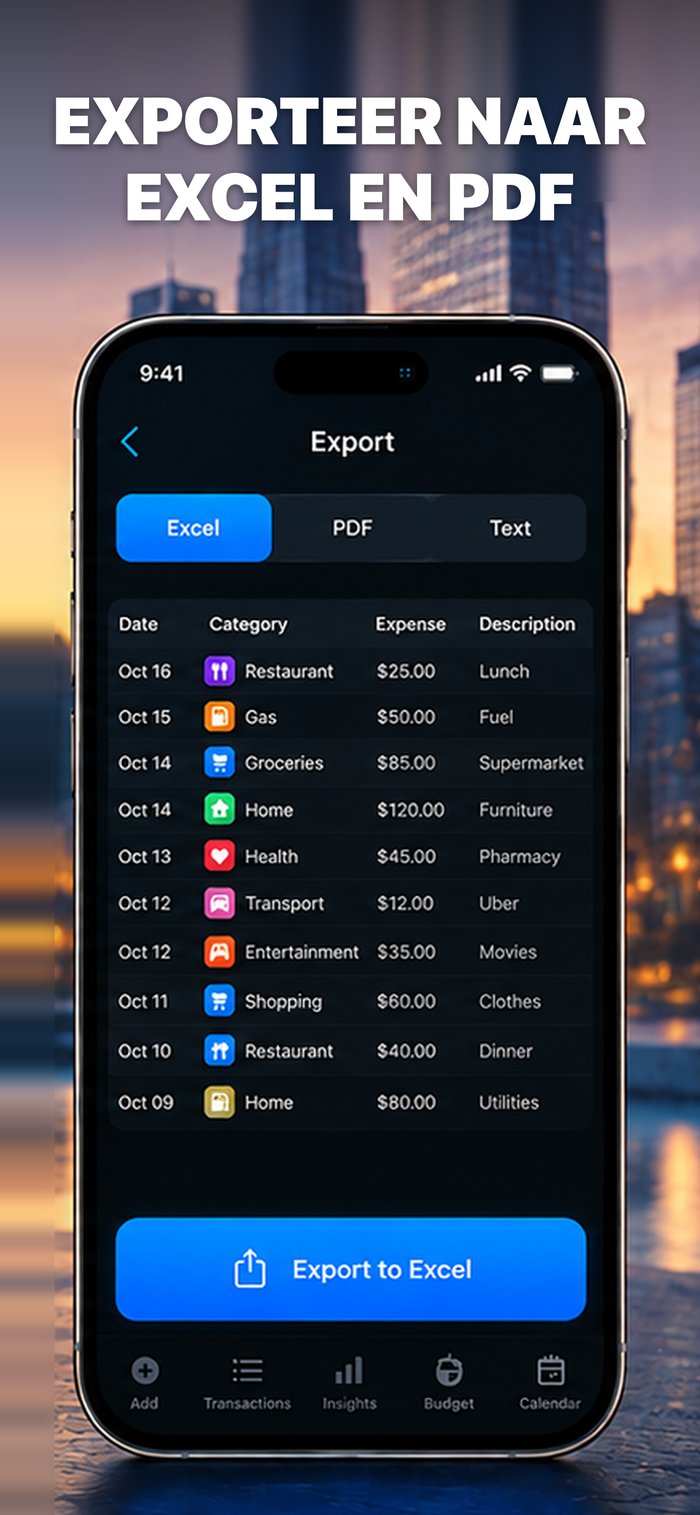 EXPORTEER NAAR
EXCEL EN PDF
9:41
Export
Excel PDF Text
Date Category Expense Description
Oct 16 Restaurant $25.00 Lunch
Oct 15 Gas $50.00 Fuel
Oct 14 Groceries $85.00 Supermarket
Oct 14 Home $120.00 Furniture
Oct 13 Health $45.00 Pharmacy
Oct 12 Transport $12.00 Uber
Oct 12 Entertainment $35.00 Movies
Oct 11 Shopping $60.00 Clothes
Oct 10 Restaurant $40.00 Dinner
Oct 09 Home $80.00 Utilities
Export to Excel
Add Transactions Insights Budget Calendar